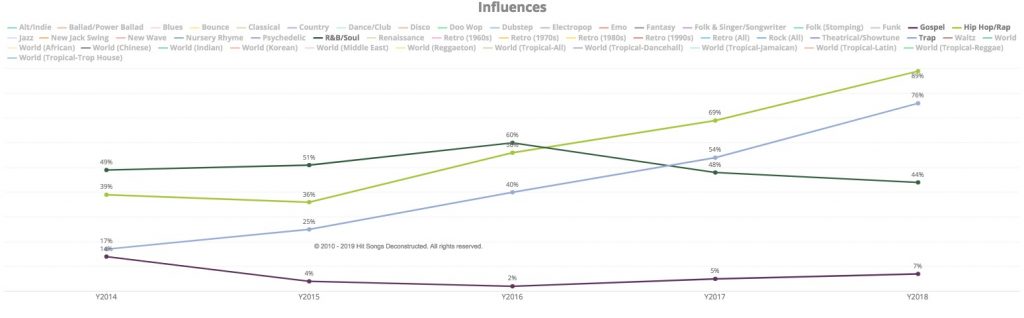 Influences
Alt/Indie Ballad/Power Ballad Blues Bounce Classical Country Dance/Club Disco Doo Wop Dubstep Electropop Emo Fantasy Folk & Singer/Songwriter Folk (Stomping) Funk Gospel Hip Hop/Rap
Jazz New Jack Swing New Wave Nursery Rhyme Psychedelic R&B/Soul Renaissance Retro (1960s) Retro (1970s) Retro (1980s) Retro (1990s) Retro (All) Rock (All) Theatrical/Showtune Trap Waltz World
World (African) World (Chinese) World (Indian) World (Korean) World (Middle East) World (Reggaeton) World (Tropical-All) World (Tropical-Dancehall) World (Tropical-Jamaican) World (Tropical-Latin) World (Tropical-Reggae)
World (Tropical-Trop House)
89%
76%
69%
60%
56%
54%
49% 51%
48%
44%
39% 36% 40%
25%
17%
14%
© 2010 - 2019 Hit Songs Deconstructed. All rights reserved.
4% 2% 5% 7%
Y2014 Y2015 Y2016 Y2017 Y2018